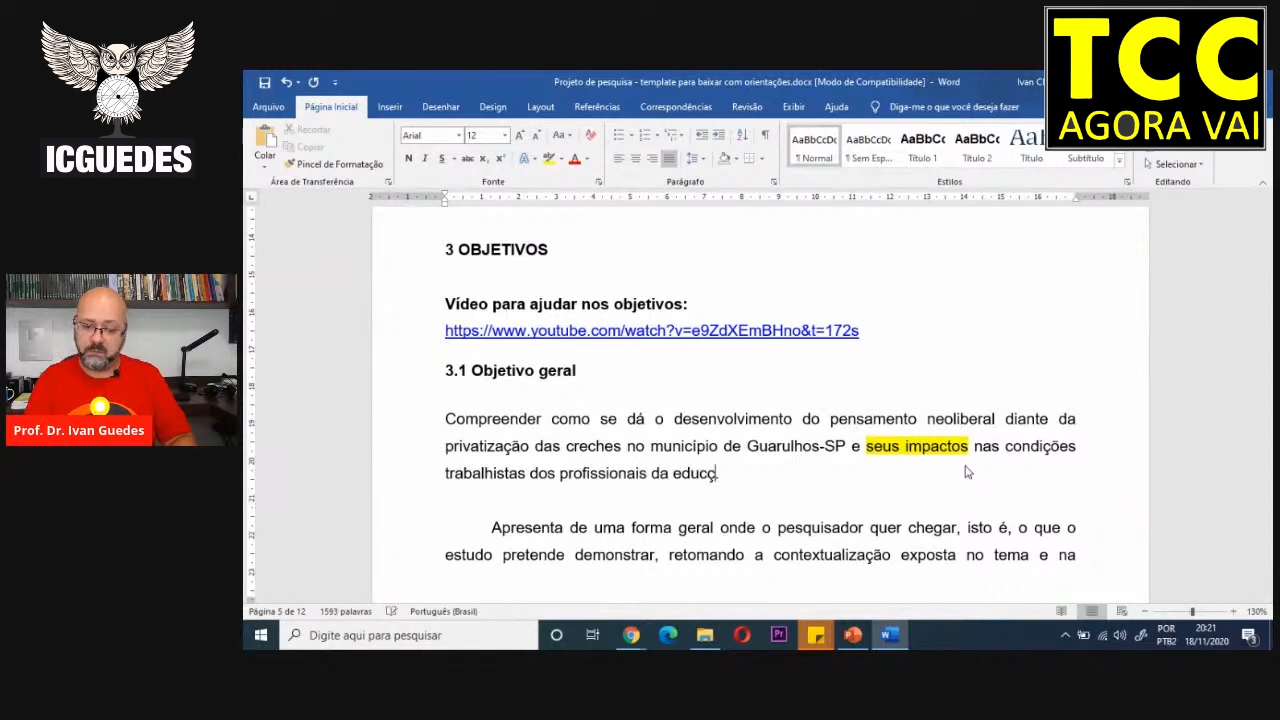 TCC
AGORA VAI
ICGUEDES
Projeto de pesquisa - template para baixar com orientações.docx [Modo de Compatibilidade] - Word
Ivan C
Arquivo Página Inicial Inserir Desenhar Design Layout Referências Correspondências Revisão Exibir Ajuda Diga-me o que você deseja fazer
Colar
Recortar
Copiar
Pincel de Formatação
Arial 12
N I S abc x₂ x²
AaBbCcDc AaBbCcDc AaBbCc AaBbCc
¶ Normal ¶ Sem Esp... Título 1 Título 2 Título Subtítulo
Selecionar
Área de Transferência Fonte Parágrafo Estilos Editando
3 OBJETIVOS
Vídeo para ajudar nos objetivos:
https://www.youtube.com/watch?v=e9ZdXEmBHno&t=172s
3.1 Objetivo geral
Compreender como se dá o desenvolvimento do pensamento neoliberal diante da
privatização das creches no município de Guarulhos-SP e seus impactos nas condições
trabalhistas dos profissionais da educç.
Apresenta de uma forma geral onde o pesquisador quer chegar, isto é, o que o
estudo pretende demonstrar, retomando a contextualização exposta no tema e na
Prof. Dr. Ivan Guedes
Página 5 de 12 1593 palavras Português (Brasil) 130%
Digite aqui para pesquisar
POR
PTB2
20:21
18/11/2020